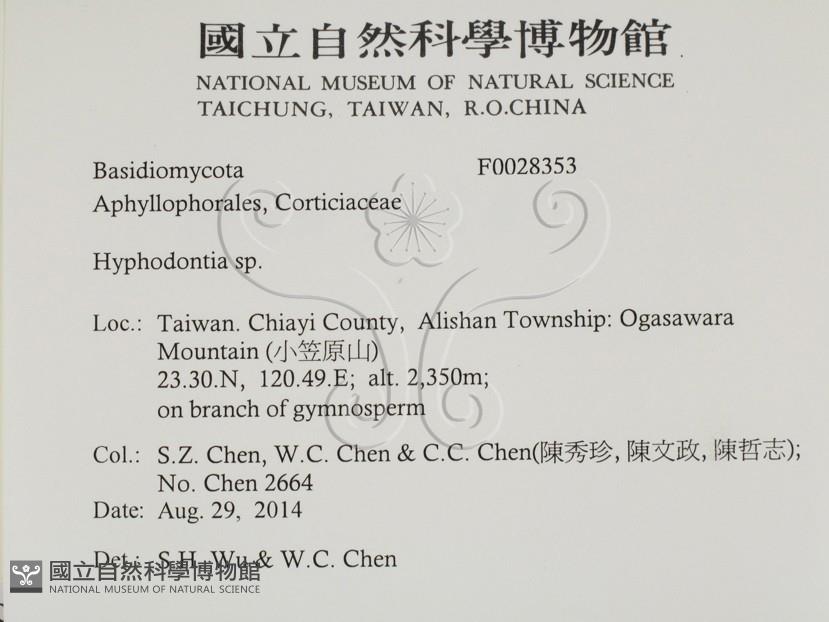 國立自然科學博物館
NATIONAL MUSEUM OF NATURAL SCIENCE
TAICHUNG, TAIWAN, R.O.CHINA
Basidiomycota F0028353
Aphyllophorales, Corticiaceae
Hyphodontia sp.
Loc.: Taiwan. Chiayi County, Alishan Township: Ogasawara
Mountain (小笠原山)
23.30.N, 120.49.E; alt. 2,350m;
on branch of gymnosperm
Col.: S.Z. Chen, W.C. Chen & C.C. Chen(陳秀珍, 陳文政, 陳哲志);
No. Chen 2664
Date: Aug. 29, 2014
Det.: S.H. Wu & W.C. Chen
國立自然科學博物館
NATIONAL MUSEUM OF NATURAL SCIENCE